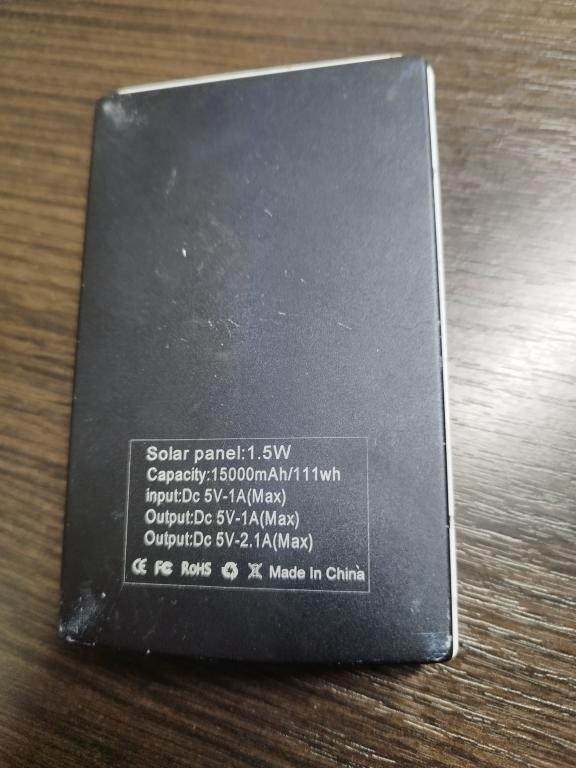 Solar panel:1.5W
Capacity:15000mAh/111wh
input:Dc 5V-1A(Max)
Output:Dc 5V-1A(Max)
Output:Dc 5V-2.1A(Max)
CE FC RoHS Made In China